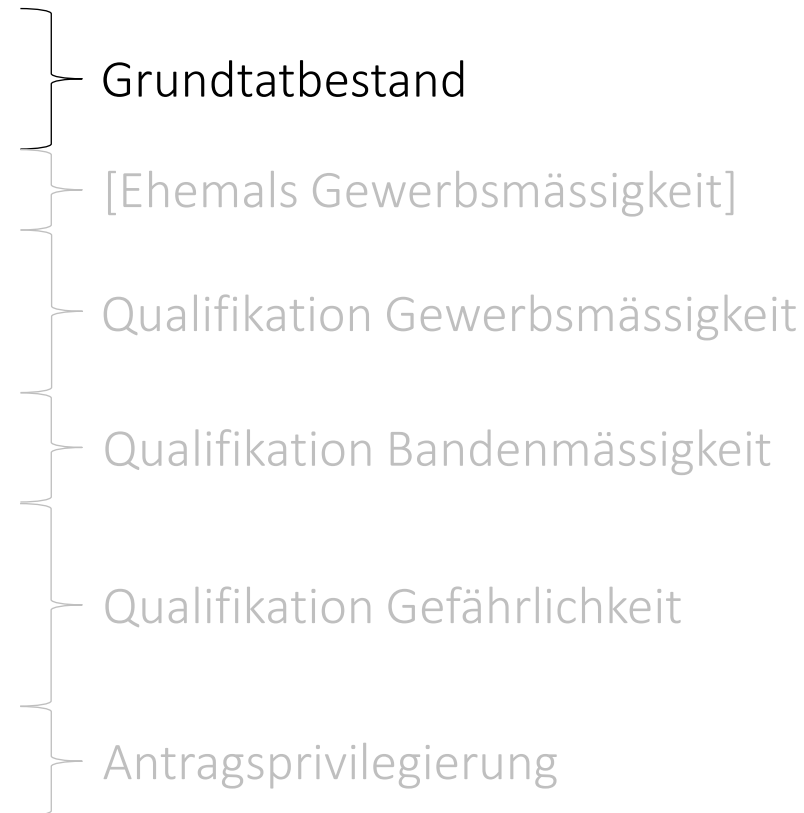 Grundtatbestand
[Ehemals Gewerbsmässigkeit]
Qualifikation Gewerbsmässigkeit
Qualifikation Bandenmässigkeit
Qualifikation Gefährlichkeit
Antragsprivilegierung